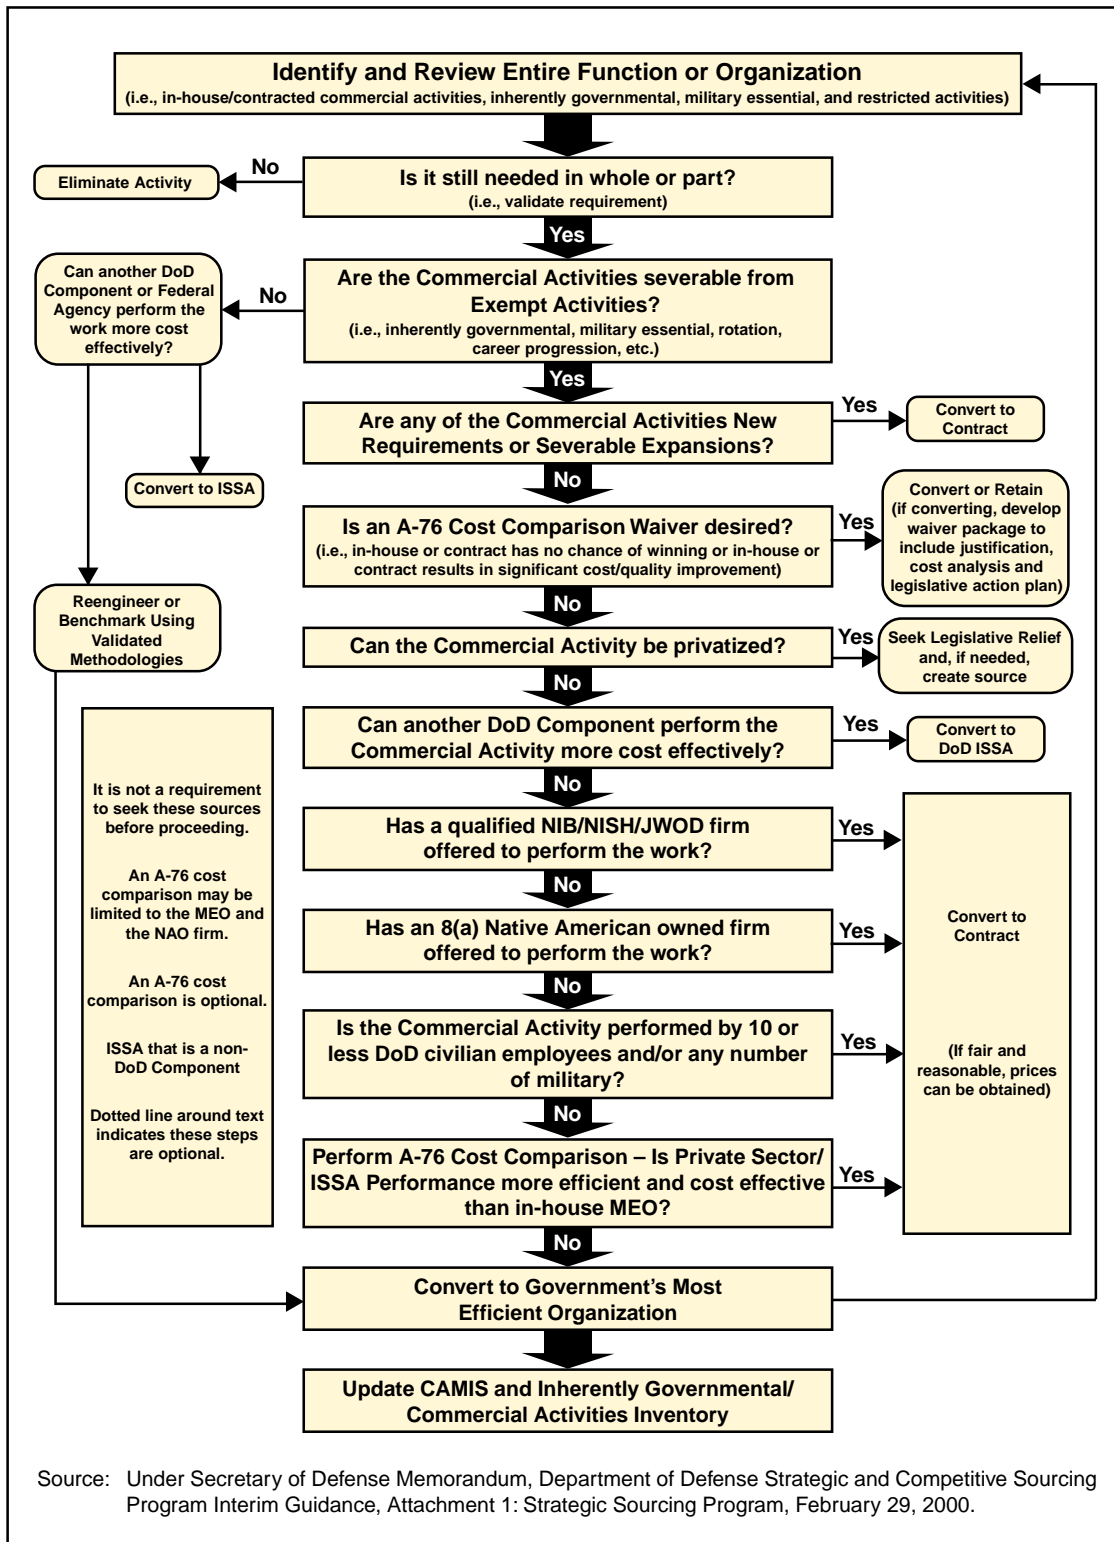 Identify and Review Entire Function or Organization
(i.e., in-house/contracted commercial activities, inherently governmental, military essential, and restricted activities)
Eliminate Activity
No
Is it still needed in whole or part?
(i.e., validate requirement)
Yes
Can another DoD
Component or Federal
Agency perform the
work more cost
effectively?
No
Are the Commercial Activities severable from
Exempt Activities?
(i.e., inherently governmental, military essential, rotation,
career progression, etc.)
Yes
Are any of the Commercial Activities New
Requirements or Severable Expansions?
Yes
Convert to
Contract
Convert to ISSA
No
Is an A-76 Cost Comparison Waiver desired?
(i.e., in-house or contract has no chance of winning or in-house or
contract results in significant cost/quality improvement)
Yes
Convert or Retain
(if converting, develop
waiver package to
include justification,
cost analysis and
legislative action plan)
Reengineer or
Benchmark Using
Validated
Methodologies
No
Can the Commercial Activity be privatized?
Yes
Seek Legislative Relief
and, if needed,
create source
No
Can another DoD Component perform the
Commercial Activity more cost effectively?
Yes
Convert to
DoD ISSA
It is not a requirement
to seek these sources
before proceeding.
An A-76 cost
comparison may be
limited to the MEO and
the NAO firm.
An A-76 cost
comparison is optional.
ISSA that is a non-
DoD Component
Dotted line around text
indicates these steps
are optional.
No
Has a qualified NIB/NISH/JWOD firm
offered to perform the work?
Yes
No
Has an 8(a) Native American owned firm
offered to perform the work?
Yes
Convert to
Contract
(If fair and
reasonable, prices
can be obtained)
No
Is the Commercial Activity performed by 10 or
less DoD civilian employees and/or any number
of military?
Yes
No
Perform A-76 Cost Comparison – Is Private Sector/
ISSA Performance more efficient and cost effective
than in-house MEO?
Yes
No
Convert to Government's Most
Efficient Organization
Update CAMIS and Inherently Governmental/
Commercial Activities Inventory
Source: Under Secretary of Defense Memorandum, Department of Defense Strategic and Competitive Sourcing
Program Interim Guidance, Attachment 1: Strategic Sourcing Program, February 29, 2000.